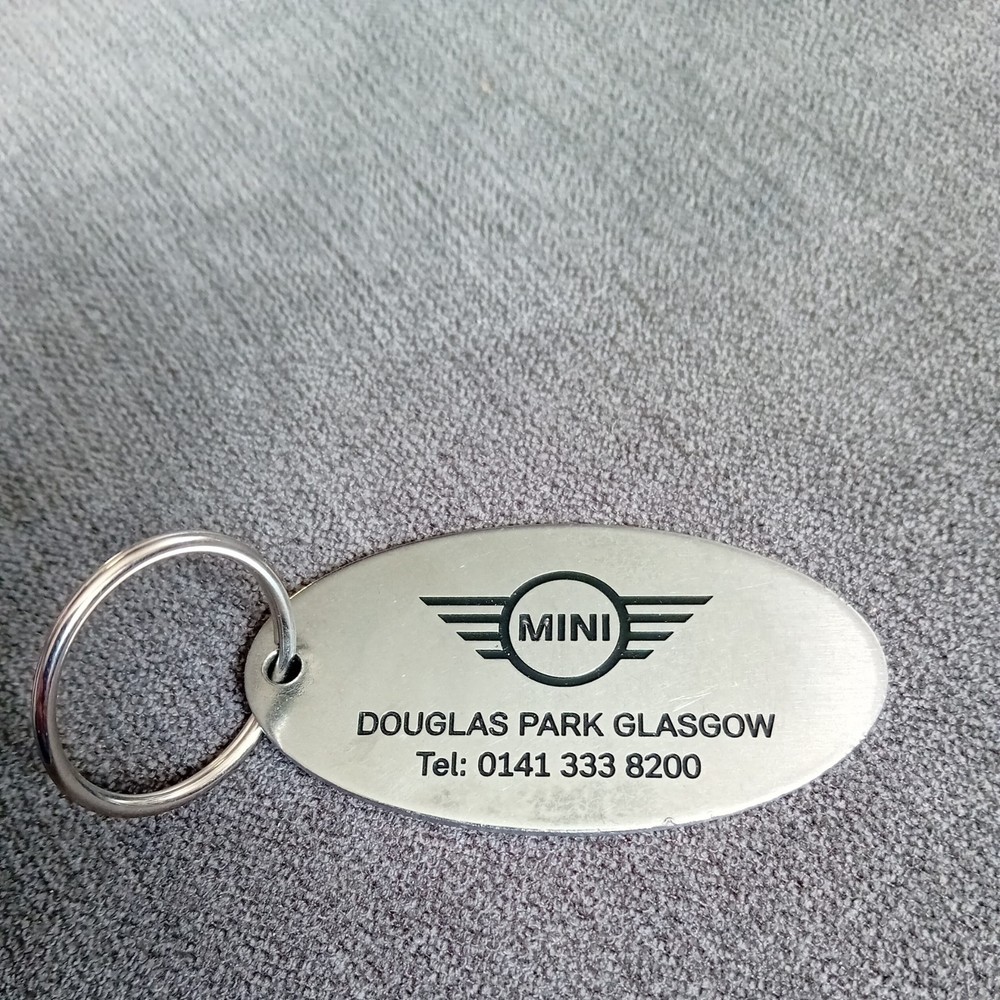 MINI
DOUGLAS PARK GLASGOW
Tel: 0141 333 8200